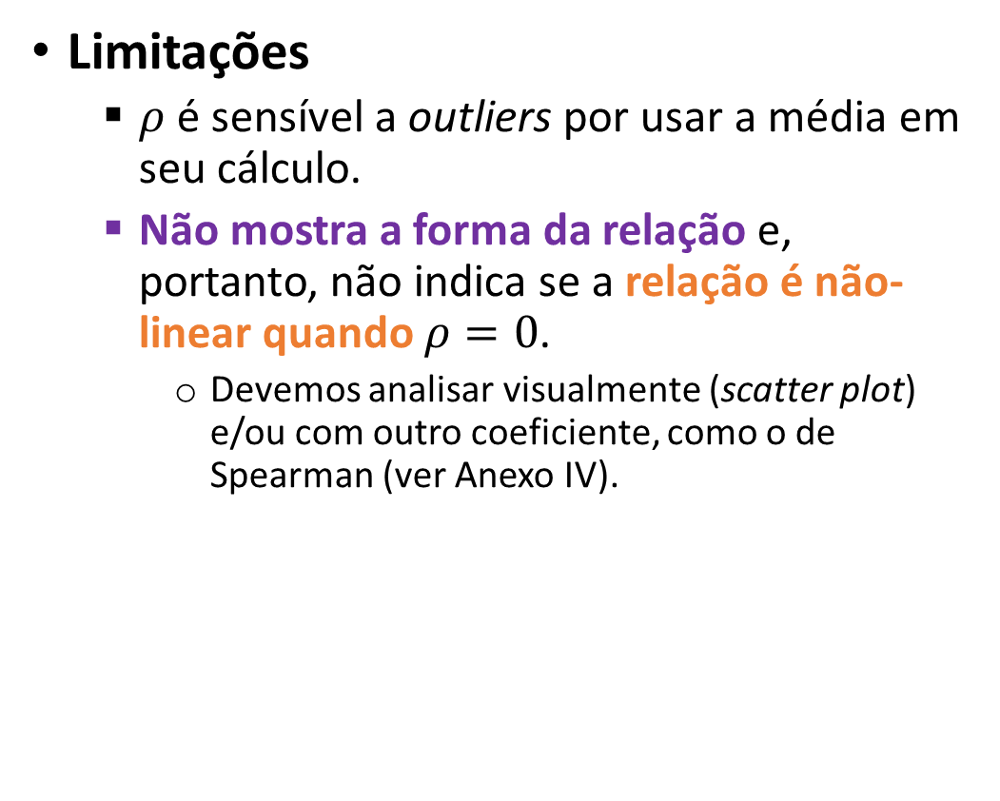 • Limitações
▪ 𝜌 é sensível a outliers por usar a média em
seu cálculo.
▪ Não mostra a forma da relação e,
portanto, não indica se a relação é não-
linear quando 𝜌 = 0.
o Devemos analisar visualmente (scatter plot)
e/ou com outro coeficiente, como o de
Spearman (ver Anexo IV).